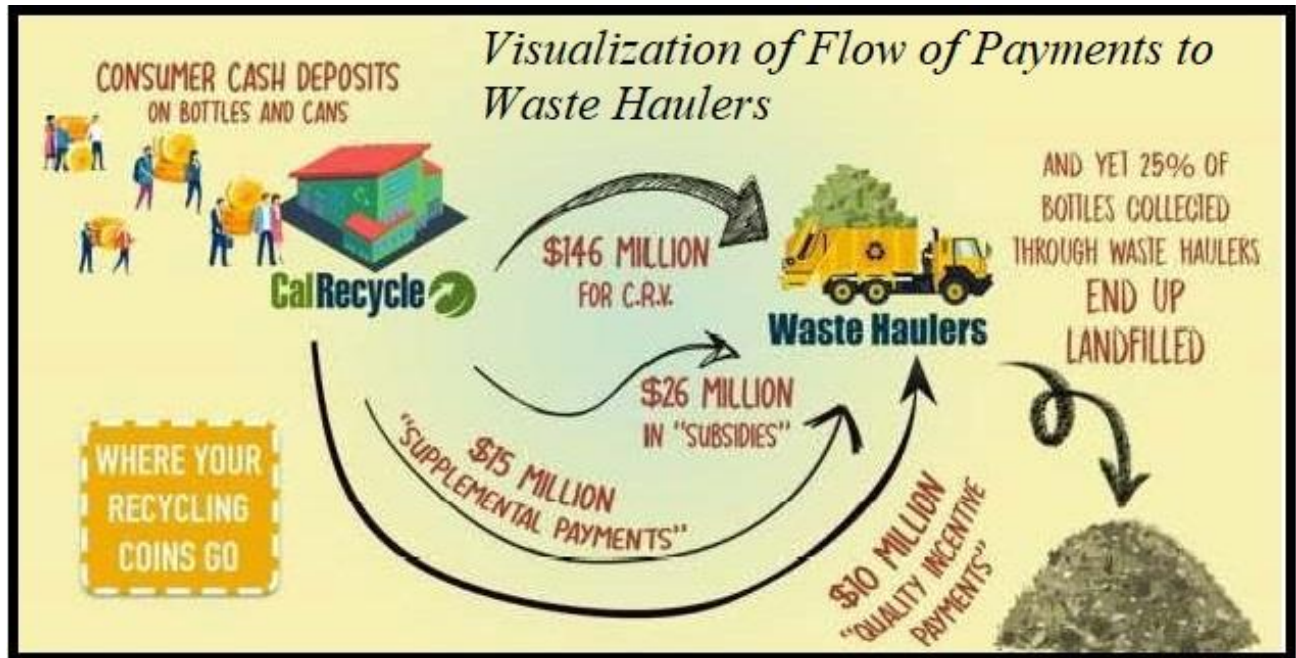 Visualization of Flow of Payments to
Waste Haulers
CONSUMER CASH DEPOSITS
ON BOTTLES AND CANS
CalRecycle
$146 MILLION
FOR C.R.V.
Waste Haulers
AND YET 25% OF
BOTTLES COLLECTED
THROUGH WASTE HAULERS
END UP
LANDFILLED
$26 MILLION
IN "SUBSIDIES"
$15 MILLION
"SUPPLEMENTAL PAYMENTS"
$10 MILLION
"QUALITY INCENTIVE
PAYMENTS"
WHERE YOUR
RECYCLING
COINS GO